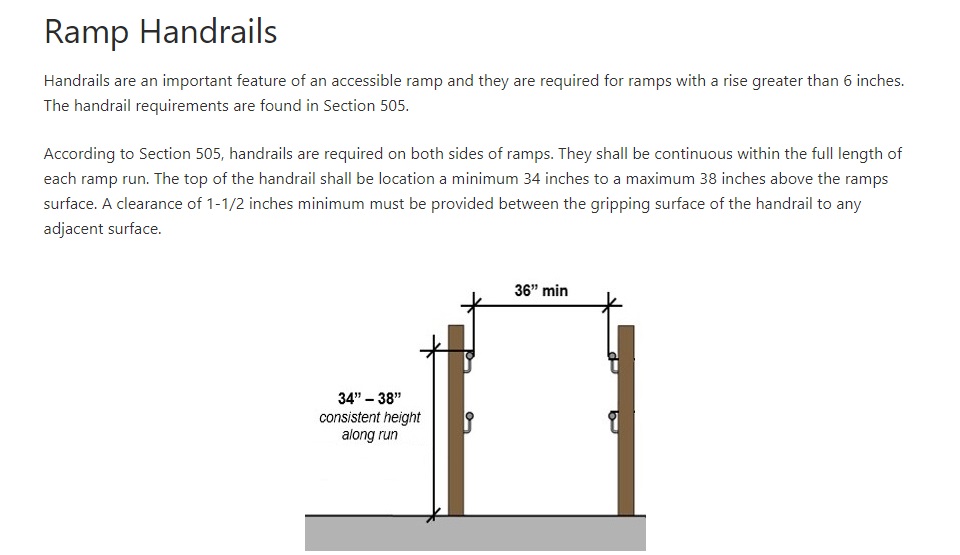 Ramp Handrails
Handrails are an important feature of an accessible ramp and they are required for ramps with a rise greater than 6 inches.
The handrail requirements are found in Section 505.
According to Section 505, handrails are required on both sides of ramps. They shall be continuous within the full length of
each ramp run. The top of the handrail shall be location a minimum 34 inches to a maximum 38 inches above the ramps
surface. A clearance of 1-1/2 inches minimum must be provided between the gripping surface of the handrail to any
adjacent surface.
36” min
34” – 38”
consistent height
along run